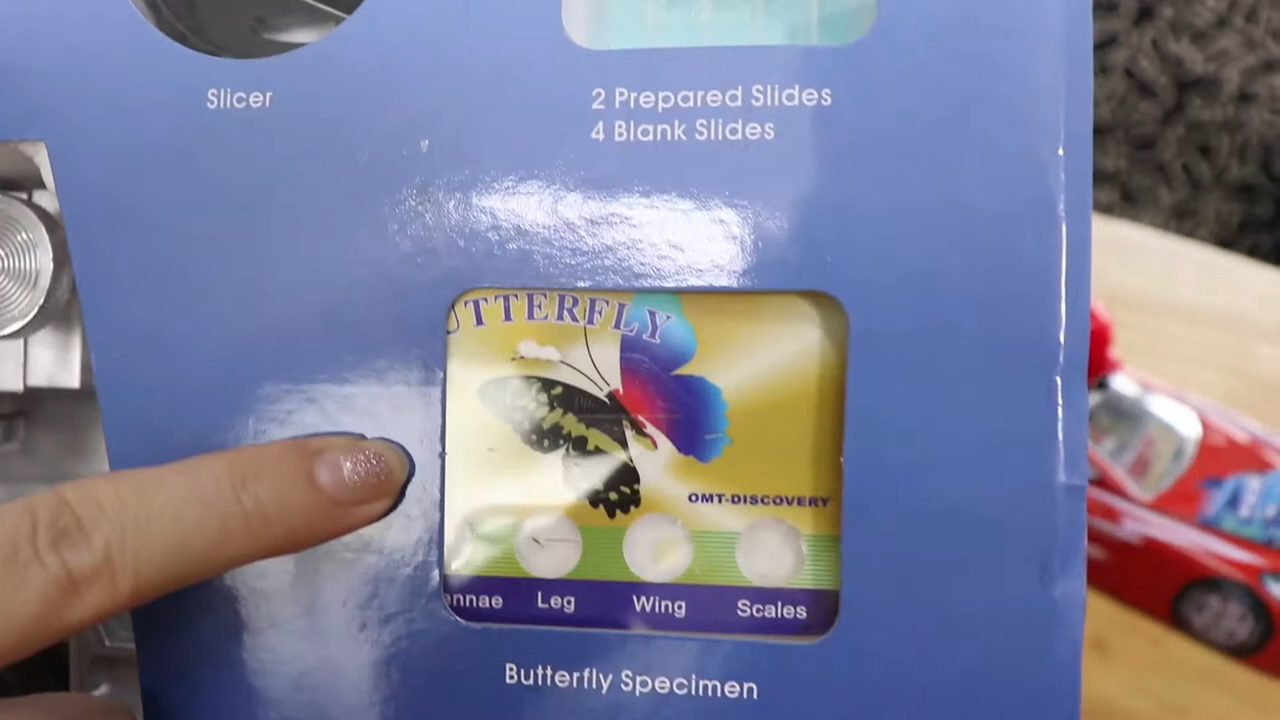 Slicer
2 Prepared Slides
4 Blank Slides
UTTERFLY
OMT-DISCOVERY
nnae Leg Wing Scales
Butterfly Specimen